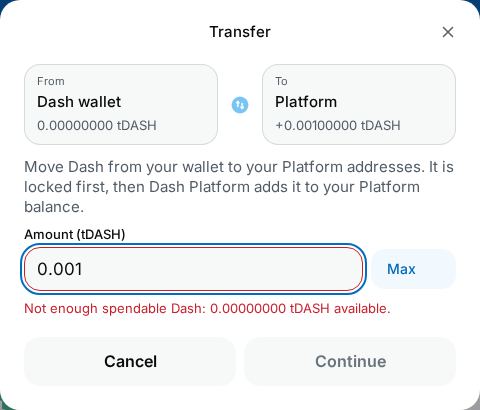 Transfer
From
Dash wallet
0.00000000 tDASH
To
Platform
+0.00100000 tDASH
Move Dash from your wallet to your Platform addresses. It is
locked first, then Dash Platform adds it to your Platform
balance.
Amount (tDASH)
0.001
Max
Not enough spendable Dash: 0.00000000 tDASH available.
Cancel
Continue